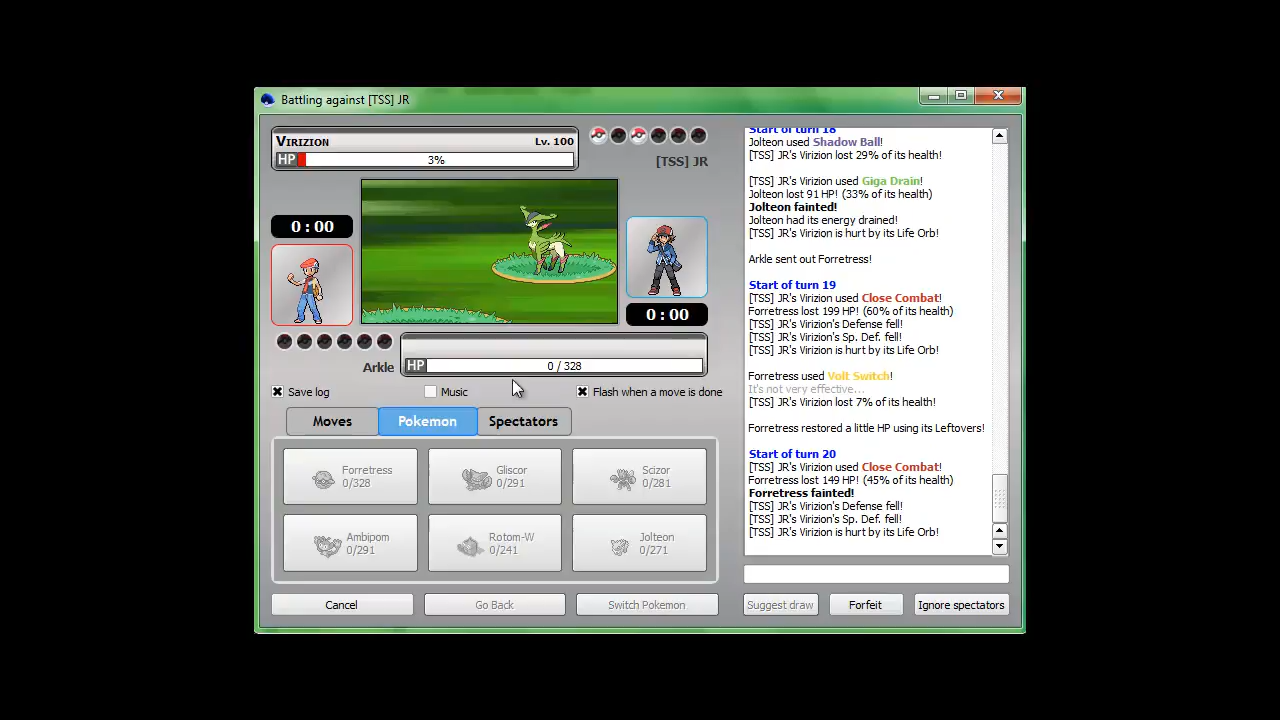 Battling against [TSS] JR
VIRIZION Lv. 100
HP 3%
[TSS] JR
0 : 00
0 : 00
Arkle
HP 0 / 328
Save log
Music
Flash when a move is done
Moves
Pokemon
Spectators
Forretress
0/328
Gliscor
0/291
Scizor
0/281
Ambipom
0/291
Rotom-W
0/241
Jolteon
0/271
Cancel
Go Back
Switch Pokemon
Start of turn 18
Jolteon used Shadow Ball!
[TSS] JR's Virizion lost 29% of its health!
[TSS] JR's Virizion used Giga Drain!
Jolteon lost 91 HP! (33% of its health)
Jolteon fainted!
Jolteon had its energy drained!
[TSS] JR's Virizion is hurt by its Life Orb!
Arkle sent out Forretress!
Start of turn 19
[TSS] JR's Virizion used Close Combat!
Forretress lost 199 HP! (60% of its health)
[TSS] JR's Virizion's Defense fell!
[TSS] JR's Virizion's Sp. Def. fell!
[TSS] JR's Virizion is hurt by its Life Orb!
Forretress used Volt Switch!
It's not very effective...
[TSS] JR's Virizion lost 7% of its health!
Forretress restored a little HP using its Leftovers!
Start of turn 20
[TSS] JR's Virizion used Close Combat!
Forretress lost 149 HP! (45% of its health)
Forretress fainted!
[TSS] JR's Virizion's Defense fell!
[TSS] JR's Virizion's Sp. Def. fell!
[TSS] JR's Virizion is hurt by its Life Orb!
Suggest draw
Forfeit
Ignore spectators